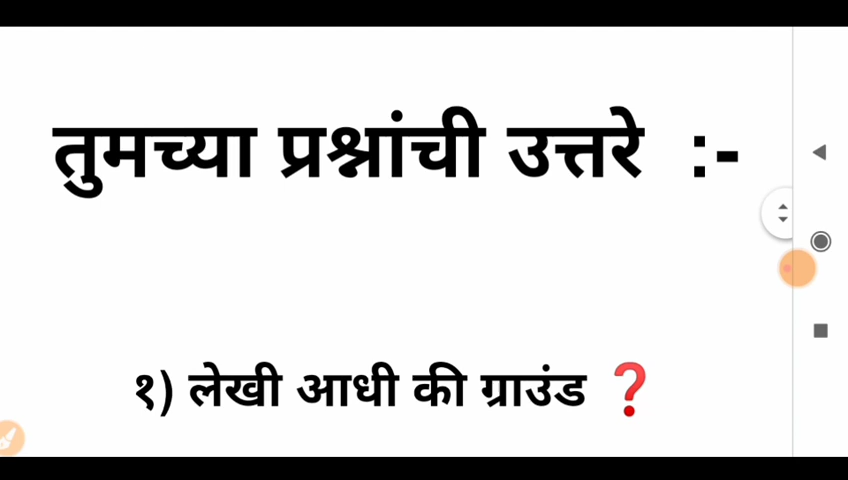 तुमच्या प्रश्नांची उत्तरे :-
१) लेखी आधी की ग्राउंड ❓